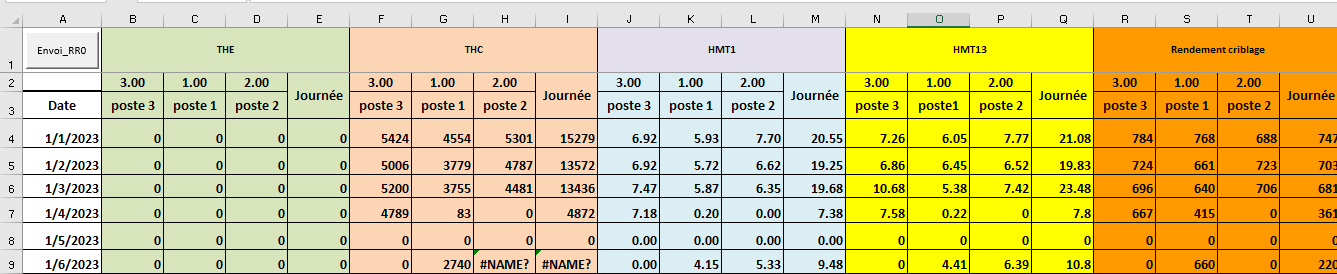 A B C D E F G H I J K L M N O P Q R S T U
1 Envoi_RR0 THE THC HMT1 HMT13 Rendement criblage
2 3.00 1.00 2.00 Journée 3.00 1.00 2.00 Journée 3.00 1.00 2.00 Journée 3.00 1.00 2.00 Journée 3.00 1.00 2.00 Journée
3 Date poste 3 poste 1 poste 2 poste 3 poste 1 poste 2 poste 3 poste 1 poste 2 poste 3 poste1 poste 2 poste 3 poste 1 poste 2
4 1/1/2023 0 0 0 0 5424 4554 5301 15279 6.92 5.93 7.70 20.55 7.26 6.05 7.77 21.08 784 768 688 747
5 1/2/2023 0 0 0 0 5006 3779 4787 13572 6.92 5.72 6.62 19.25 6.86 6.45 6.52 19.83 724 661 723 703
6 1/3/2023 0 0 0 0 5200 3755 4481 13436 7.47 5.87 6.35 19.68 10.68 5.38 7.42 23.48 696 640 706 681
7 1/4/2023 0 0 0 0 4789 83 0 4872 7.18 0.20 0.00 7.38 7.58 0.22 0 7.8 667 415 0 361
8 1/5/2023 0 0 0 0 0 0 0 0 0.00 0.00 0.00 0.00 0 0 0 0 0 0 0 0
9 1/6/2023 0 0 0 0 0 2740 #NAME? #NAME? 0.00 4.15 5.33 9.48 0 4.41 6.39 10.8 0 660 0 220